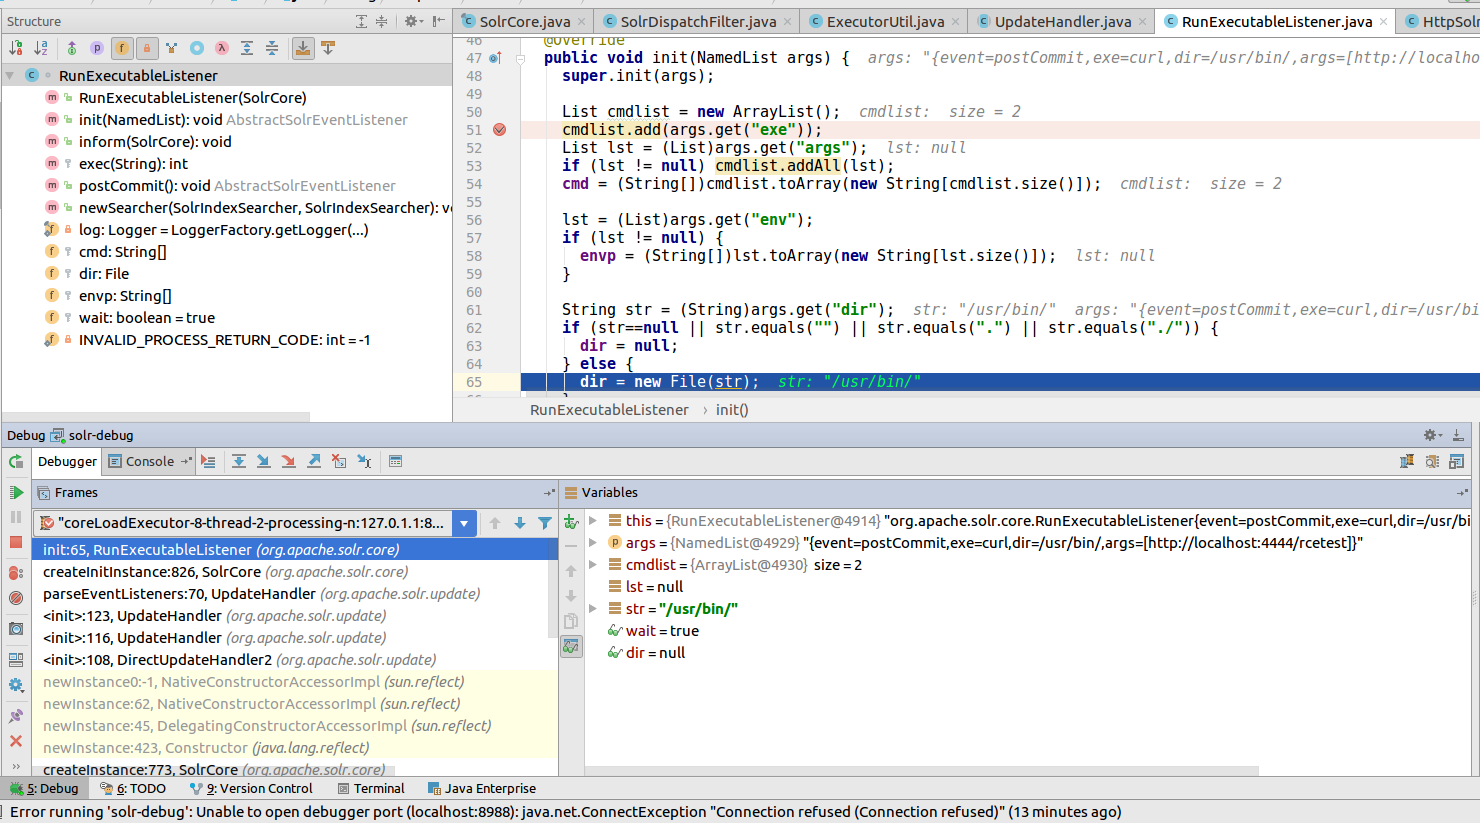 Structure
SolrCore.java
SolrDispatchFilter.java
ExecutorUtil.java
UpdateHandler.java
RunExecutableListener.java
HttpSolr
RunExecutableListener
RunExecutableListener(SolrCore)
init(NamedList): void AbstractSolrEventListener
inform(SolrCore): void
exec(String): int
postCommit(): void AbstractSolrEventListener
newSearcher(SolrIndexSearcher, SolrIndexSearcher): v
log: Logger = LoggerFactory.getLogger(...)
cmd: String[]
dir: File
envp: String[]
wait: boolean = true
INVALID_PROCESS_RETURN_CODE: int = -1
46 @Override
47 public void init(NamedList args) { args: "{event=postCommit,exe=curl,dir=/usr/bin/,args=[http://localho
48 super.init(args);
49
50 List cmdlist = new ArrayList(); cmdlist: size = 2
51 cmdlist.add(args.get("exe"));
52 List lst = (List)args.get("args"); lst: null
53 if (lst != null) cmdlist.addAll(lst);
54 cmd = (String[])cmdlist.toArray(new String[cmdlist.size()]); cmdlist: size = 2
55
56 lst = (List)args.get("env");
57 if (lst != null) {
58 envp = (String[])lst.toArray(new String[lst.size()]); lst: null
59 }
60
61 String str = (String)args.get("dir"); str: "/usr/bin/" args: "{event=postCommit,exe=curl,dir=/usr/bi
62 if (str==null || str.equals("") || str.equals(".") || str.equals("./")) {
63 dir = null;
64 } else {
65 dir = new File(str); str: "/usr/bin/"
RunExecutableListener › init()
Debug solr-debug
Debugger Console
Frames
"coreLoadExecutor-8-thread-2-processing-n:127.0.1.1:8...
init:65, RunExecutableListener (org.apache.solr.core)
createInitInstance:826, SolrCore (org.apache.solr.core)
parseEventListeners:70, UpdateHandler (org.apache.solr.update)
<init>:123, UpdateHandler (org.apache.solr.update)
<init>:116, UpdateHandler (org.apache.solr.update)
<init>:108, DirectUpdateHandler2 (org.apache.solr.update)
newInstance0:-1, NativeConstructorAccessorImpl (sun.reflect)
newInstance:62, NativeConstructorAccessorImpl (sun.reflect)
newInstance:45, DelegatingConstructorAccessorImpl (sun.reflect)
newInstance:423, Constructor (java.lang.reflect)
createInstance:773, SolrCore (org.apache.solr.core)
Variables
this = {RunExecutableListener@4914} "org.apache.solr.core.RunExecutableListener{event=postCommit,exe=curl,dir=/usr/bi
args = {NamedList@4929} "{event=postCommit,exe=curl,dir=/usr/bin/,args=[http://localhost:4444/rcetest]}"
cmdlist = {ArrayList@4930} size = 2
lst = null
str = "/usr/bin/"
wait = true
dir = null
5: Debug 6: TODO 9: Version Control Terminal Java Enterprise
Error running 'solr-debug': Unable to open debugger port (localhost:8988): java.net.ConnectException "Connection refused (Connection refused)" (13 minutes ago)